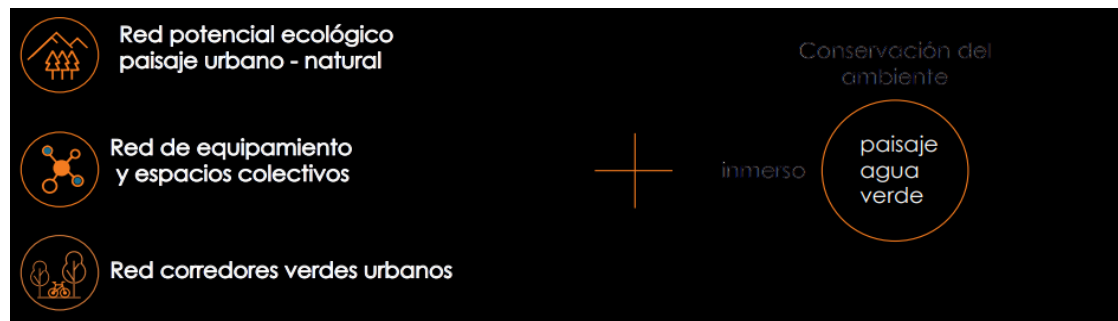 Red potencial ecológico
paisaje urbano - natural
Red de equipamiento
y espacios colectivos
Red corredores verdes urbanos
Conservación del
ambiente
inmerso
paisaje
agua
verde